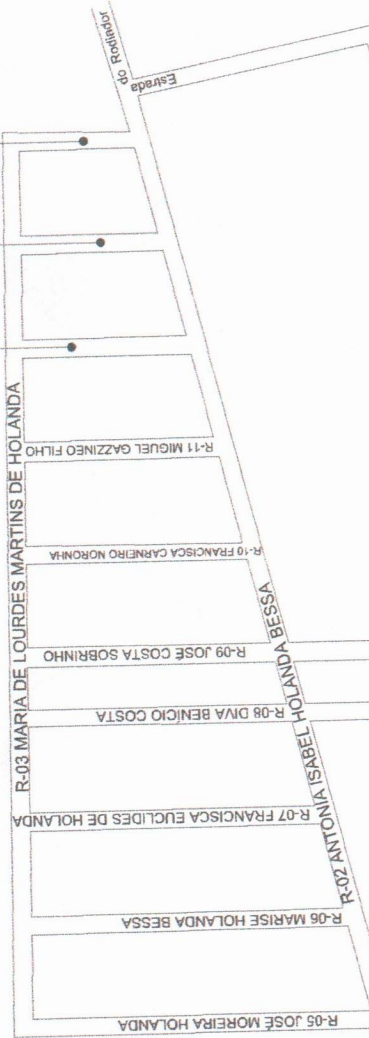 do Rodiador
Estrada
R-03 MARIA DE LOURDES MARTINS DE HOLANDA
R-11 MIGUEL GAZZINEO FILHO
R-10 FRANCISCA CARNEIRO NORONHA
R-09 JOSÉ COSTA SOBRINHO
R-08 DIVA BENÍCIO COSTA
R-07 FRANCISCA EUCLIDES DE HOLANDA
R-06 MARISE HOLANDA BESSA
R-05 JOSÉ MOREIRA HOLANDA
R-02 ANTONIA ISABEL HOLANDA BESSA